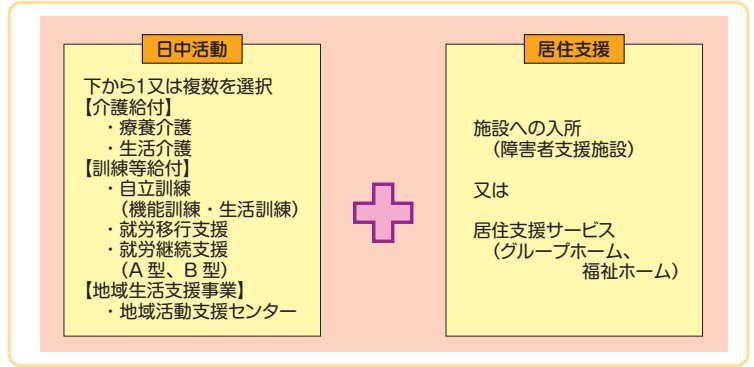 日中活動
下から1又は複数を選択
【介護給付】
・療養介護
・生活介護
【訓練等給付】
・自立訓練
（機能訓練・生活訓練）
・就労移行支援
・就労継続支援
（A 型、B 型）
【地域生活支援事業】
・地域活動支援センター
居住支援
施設への入所
（障害者支援施設）
又は
居住支援サービス
（グループホーム、
福祉ホーム）